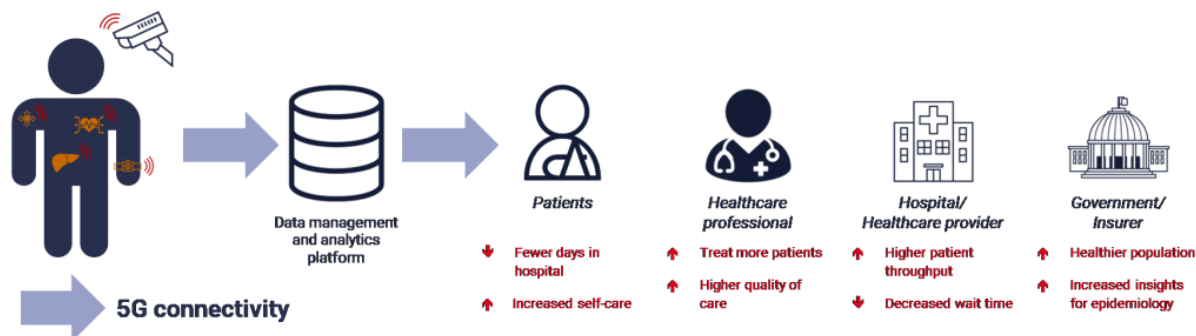 Data management
and analytics
platform
5G connectivity
Patients
Fewer days in
hospital
Increased self-care
Healthcare
professional
Treat more patients
Higher quality of
care
Hospital/
Healthcare provider
Higher patient
throughput
Decreased wait time
Government/
Insurer
Healthier population
Increased insights
for epidemiology